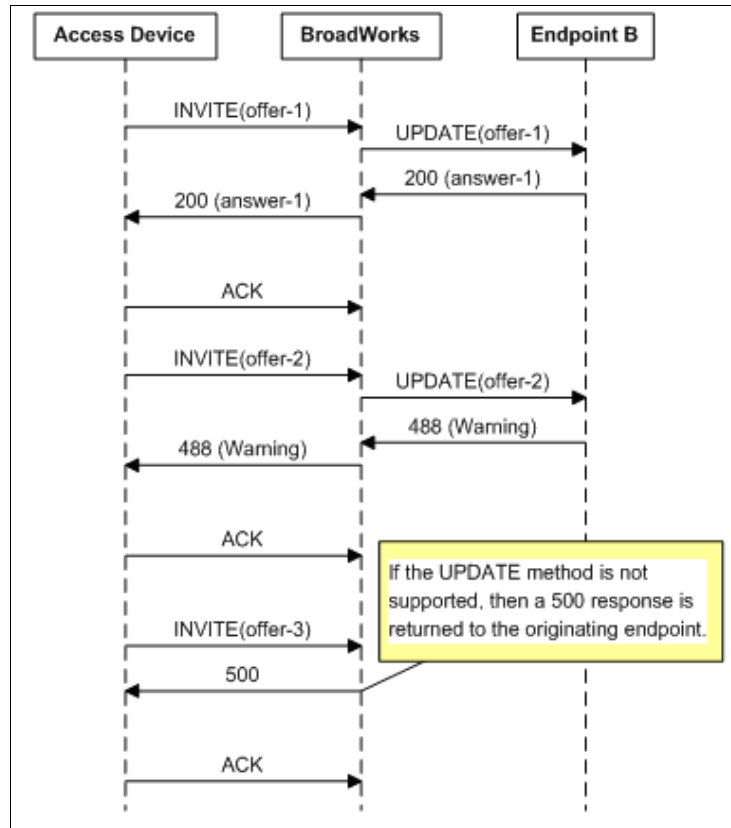 Access Device
BroadWorks
Endpoint B
INVITE(offer-1)
UPDATE(offer-1)
200 (answer-1)
200 (answer-1)
ACK
INVITE(offer-2)
UPDATE(offer-2)
488 (Warning)
488 (Warning)
ACK
If the UPDATE method is not
supported, then a 500 response is
returned to the originating endpoint.
INVITE(offer-3)
500
ACK